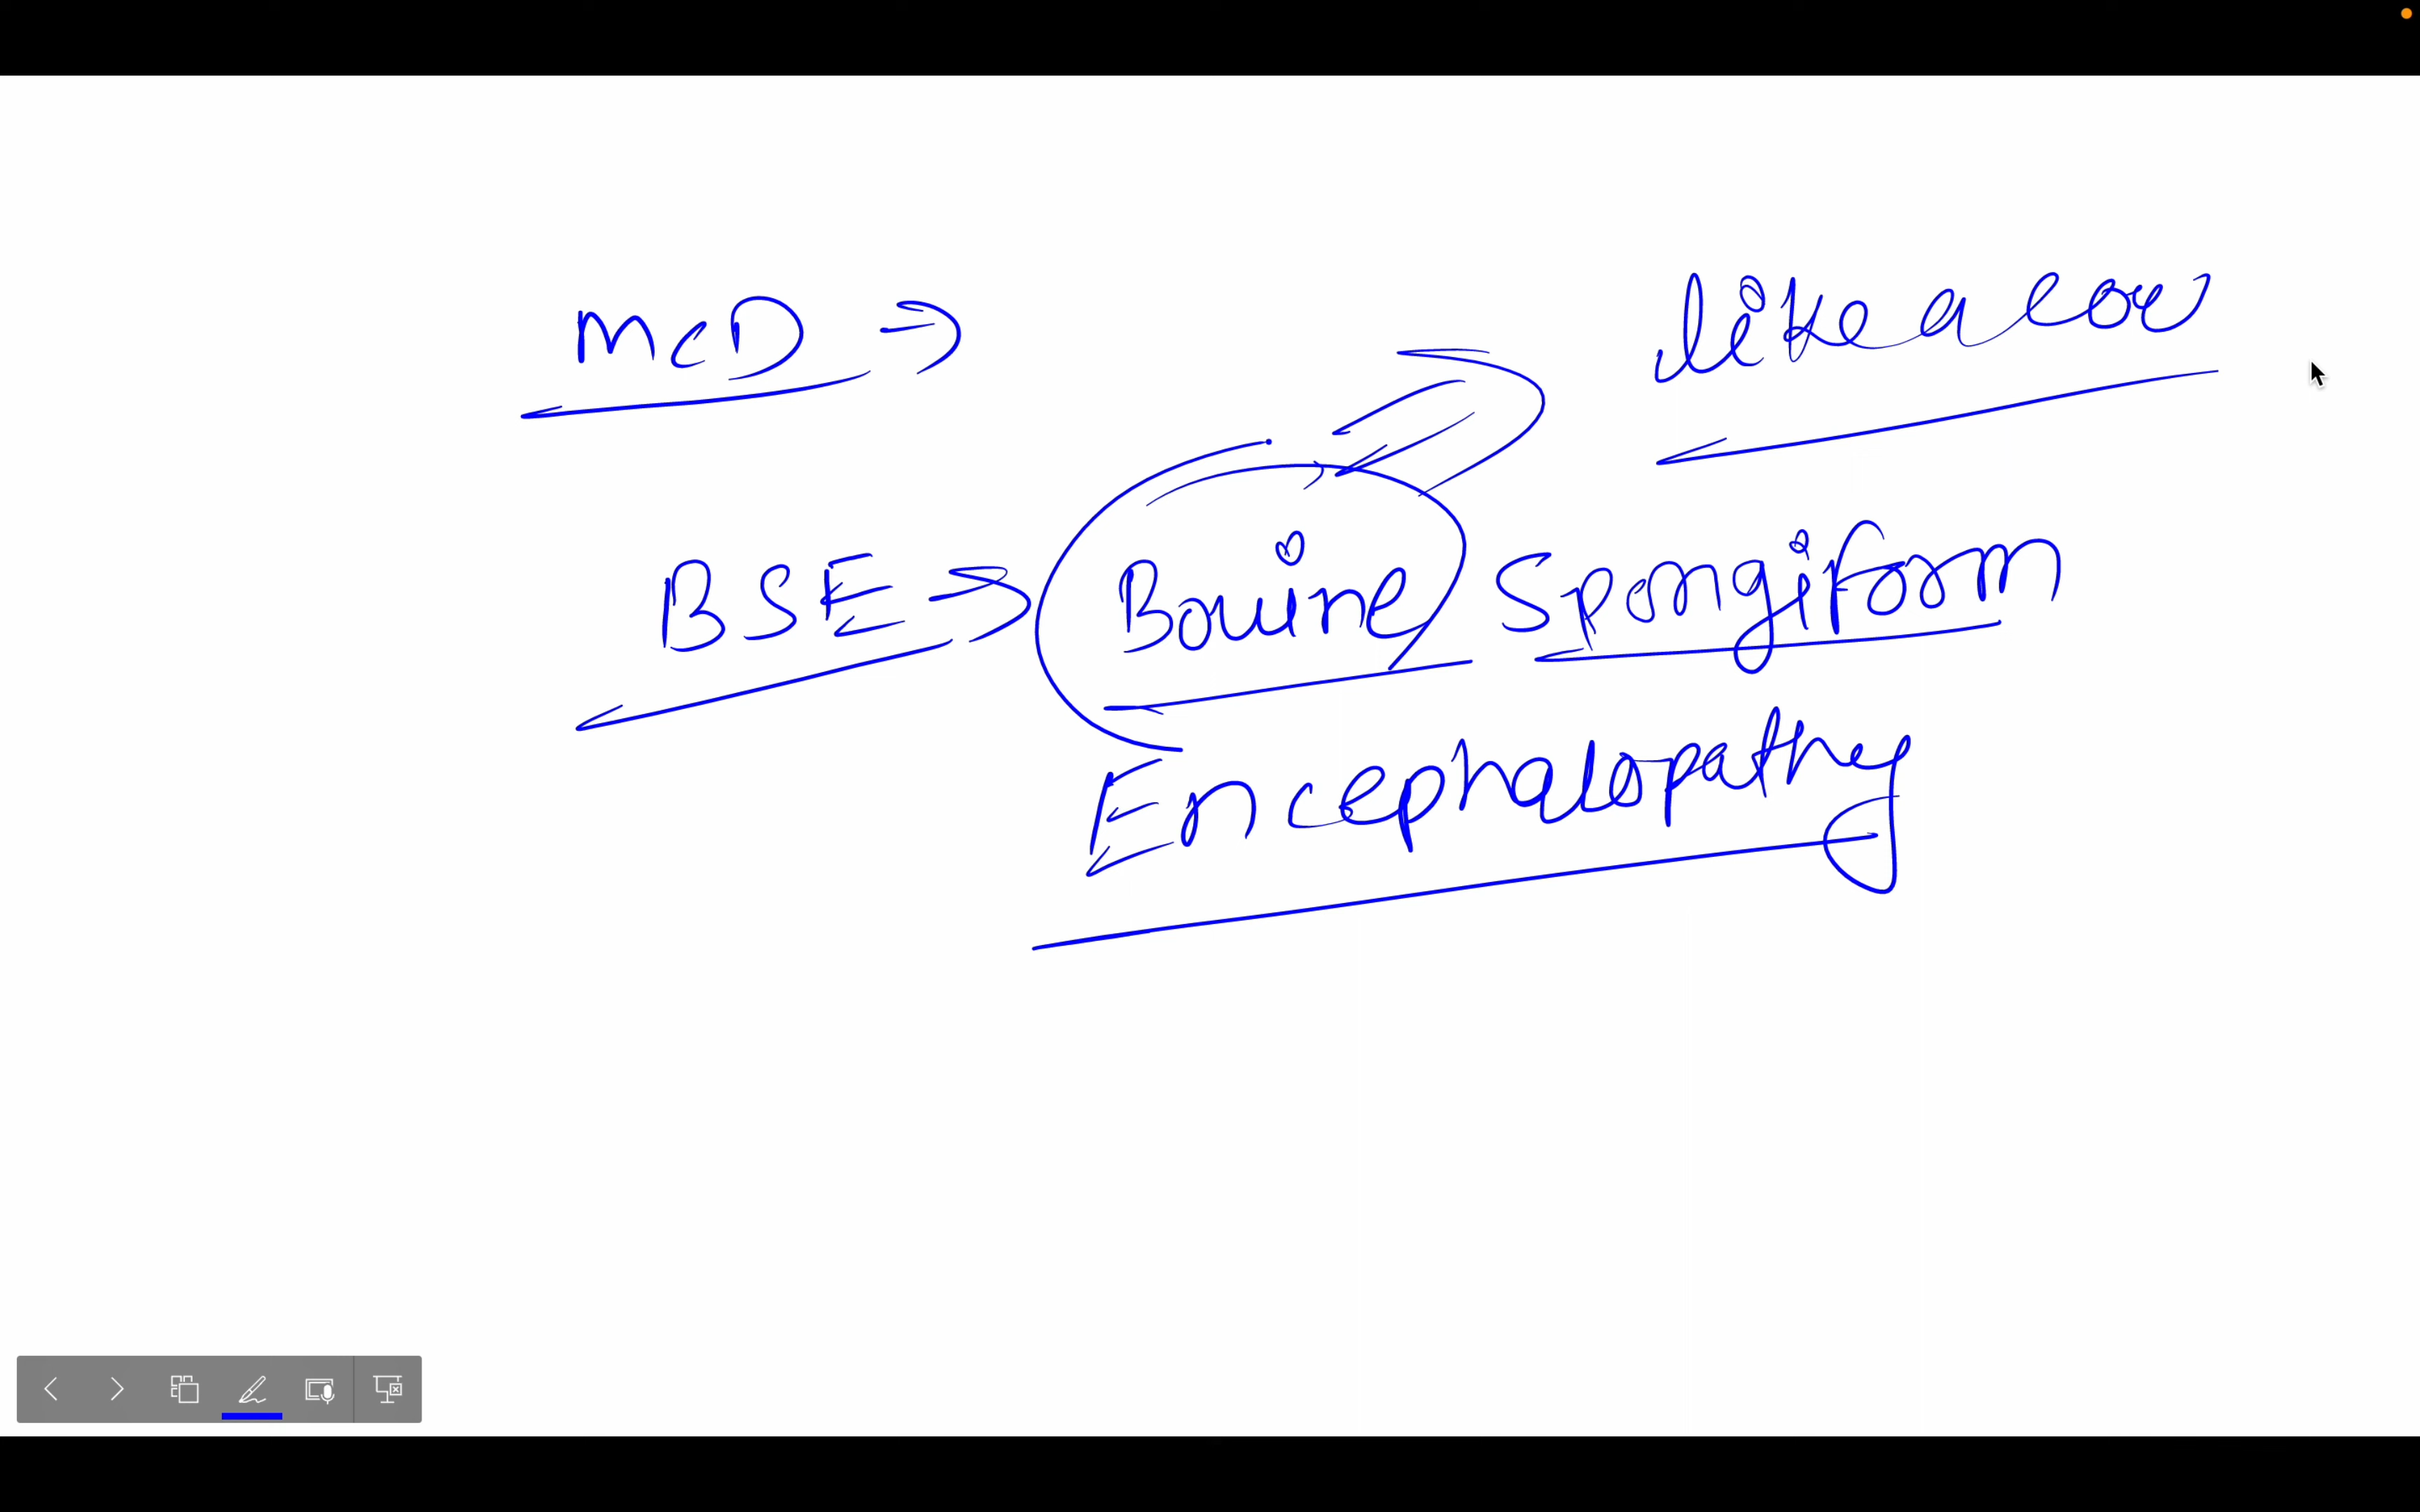 McD →
like a cow
BSE → Bovine Spongiform
Encephalopathy